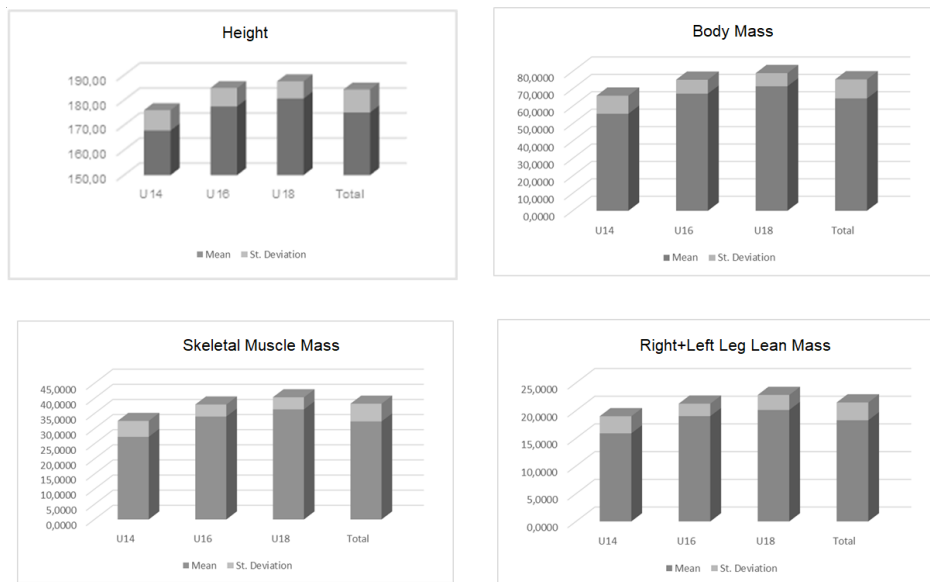 Height
190,00
180,00
170,00
160,00
150,00
U14 U16 U18 Total
Mean St. Deviation
Body Mass
80,0000
70,0000
60,0000
50,0000
40,0000
30,0000
20,0000
10,0000
0,0000
U14 U16 U18 Total
Mean St. Deviation
Skeletal Muscle Mass
45,0000
40,0000
35,0000
30,0000
25,0000
20,0000
15,0000
10,0000
5,0000
0,0000
U14 U16 U18 Total
Mean St. Deviation
Right+Left Leg Lean Mass
25,0000
20,0000
15,0000
10,0000
5,0000
0,0000
U14 U16 U18 Total
Mean St. Deviation